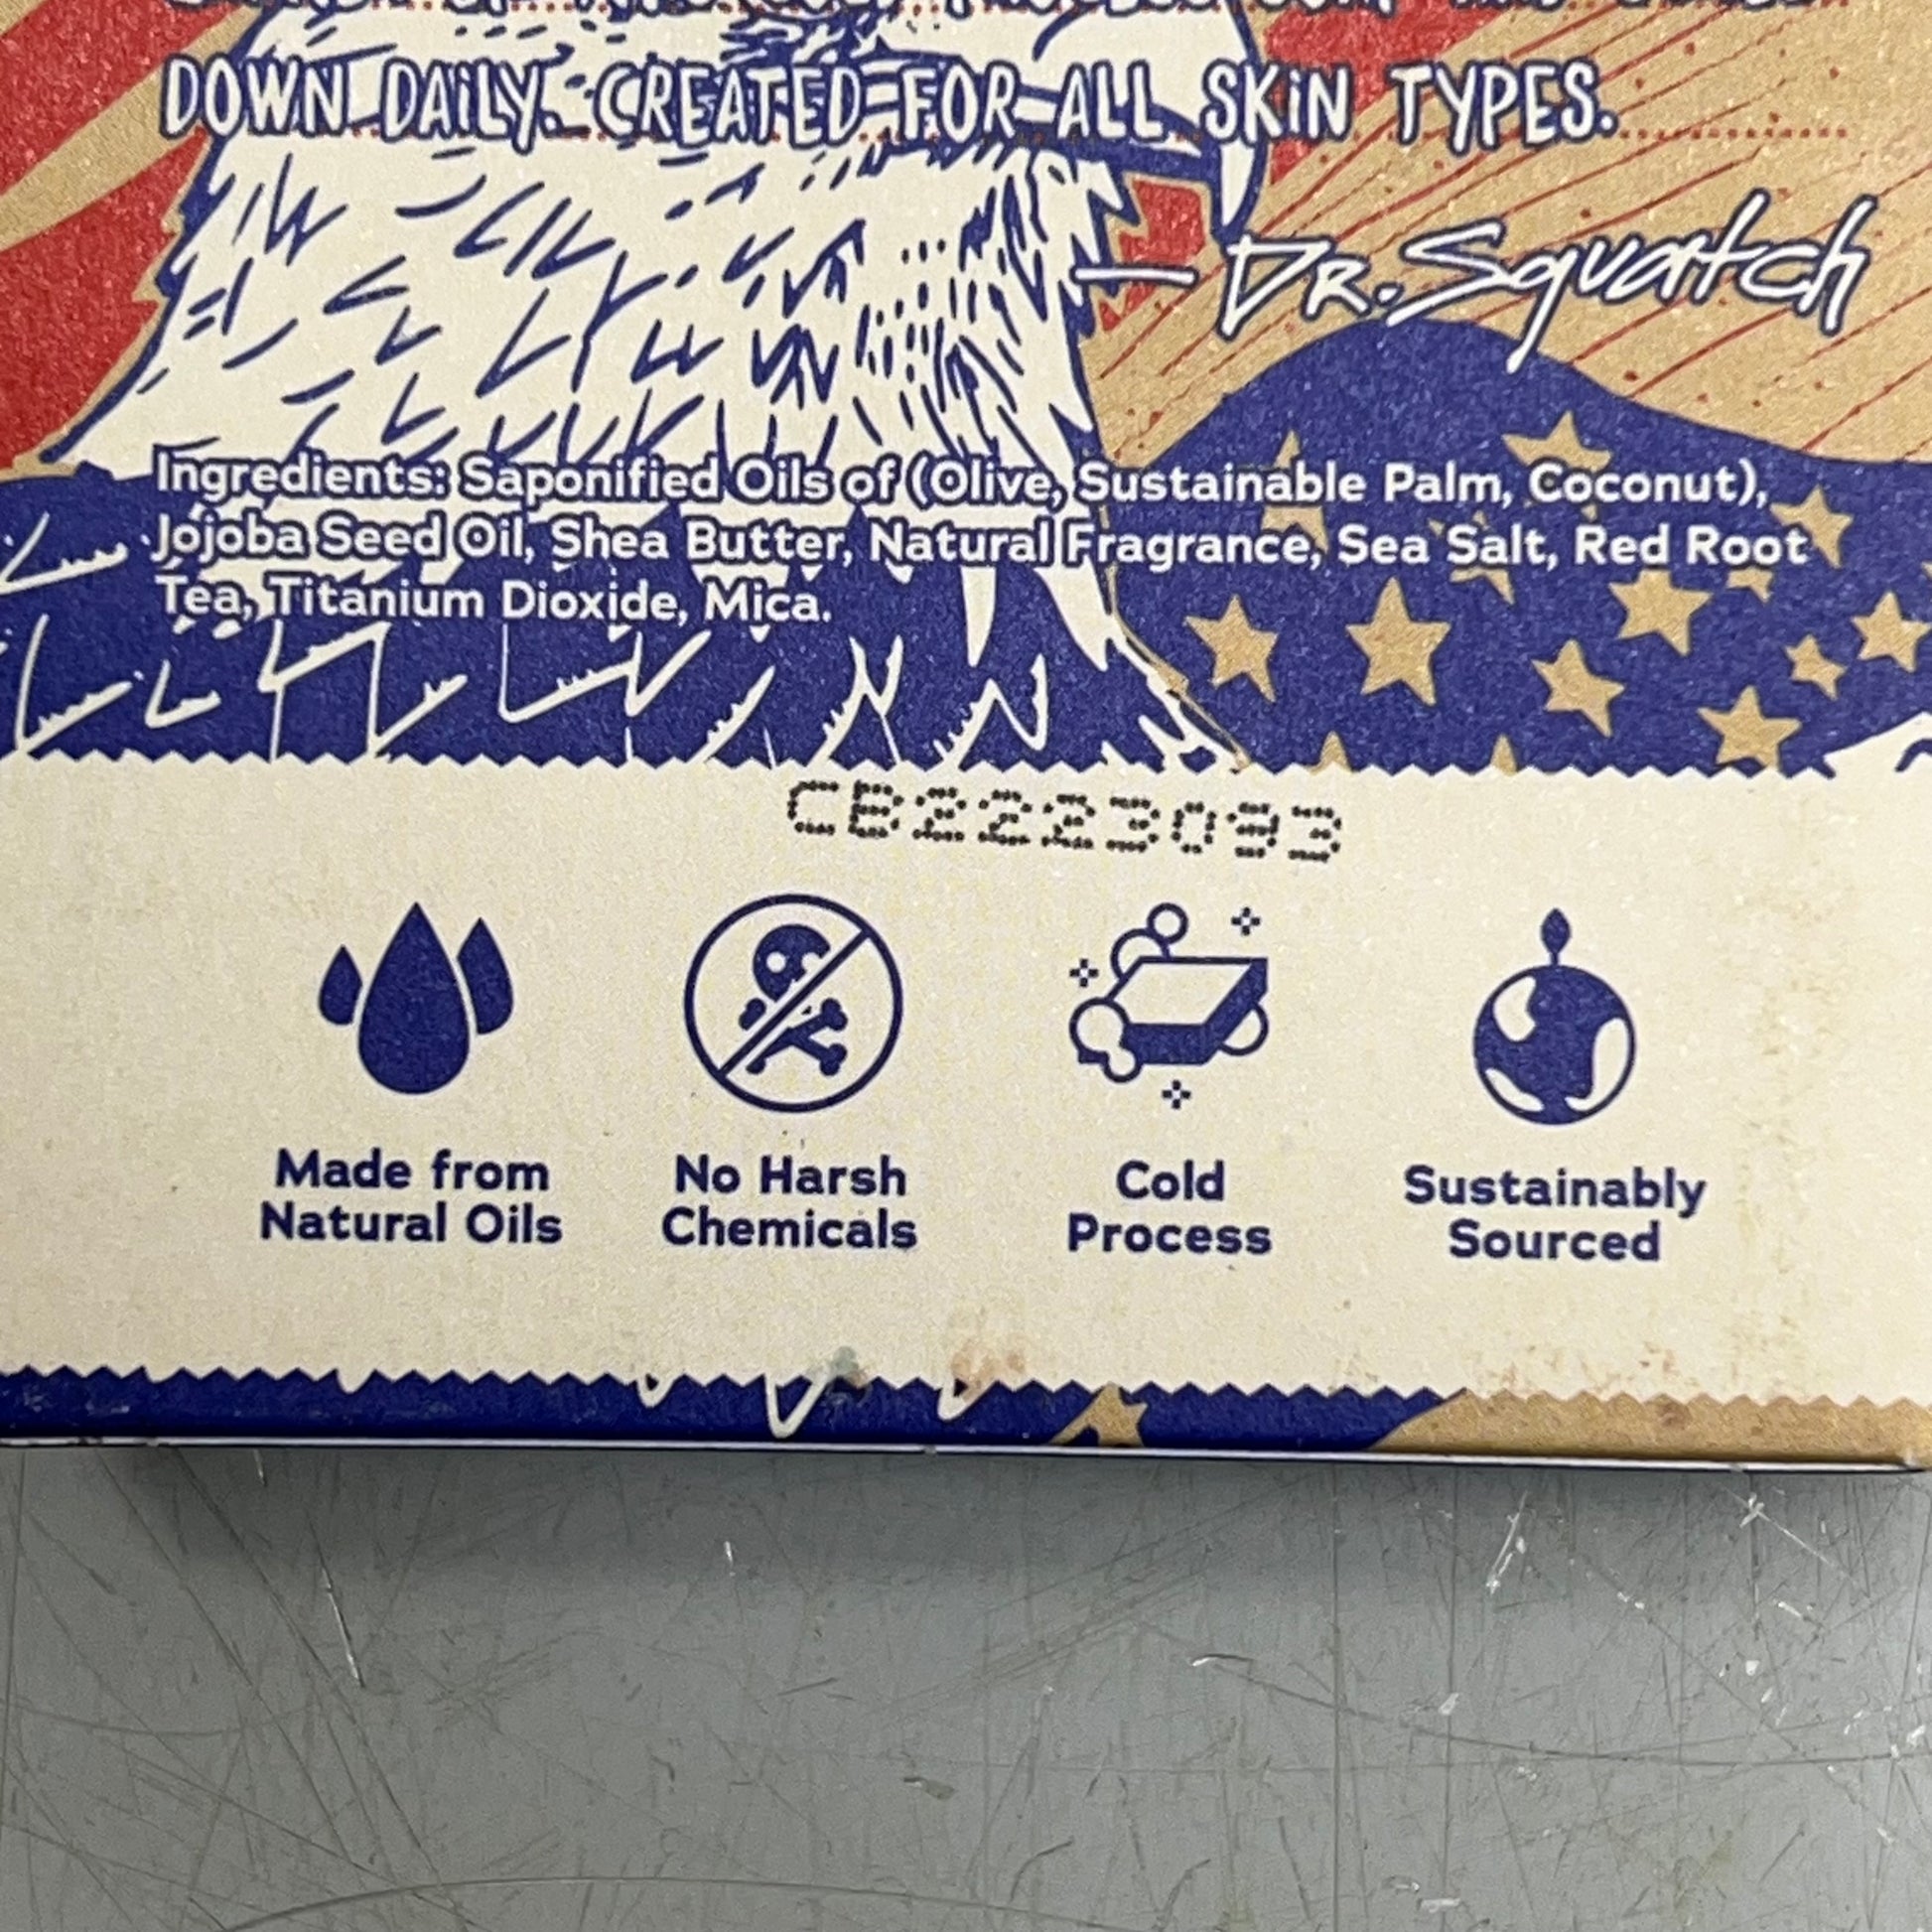 DOWN DAiLY. CREATED FOR ALL SKiN TYPES.
— DR. Squatch
Ingredients: Saponified Oils of (Olive, Sustainable Palm, Coconut),
Jojoba Seed Oil, Shea Butter, Natural Fragrance, Sea Salt, Red Root
Tea, Titanium Dioxide, Mica.
CB2223093
Made from
Natural Oils
No Harsh
Chemicals
Cold
Process
Sustainably
Sourced